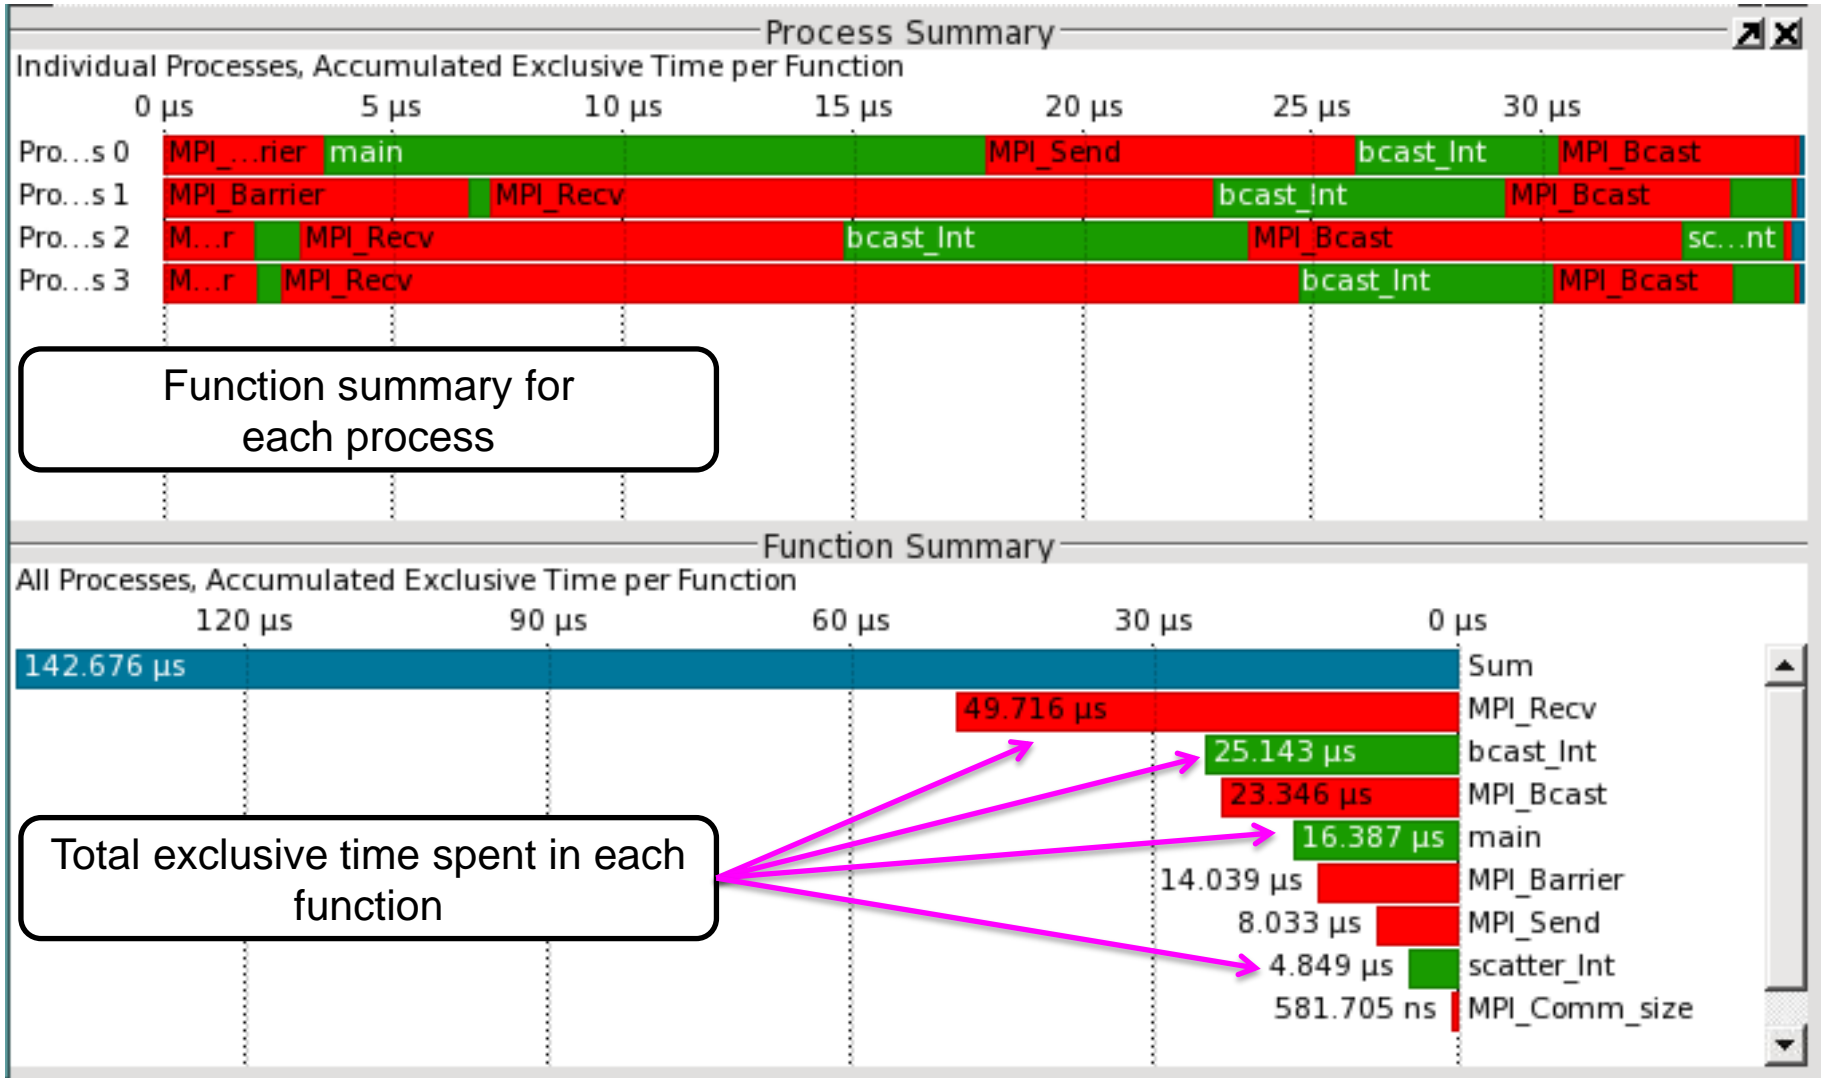 Process Summary
Individual Processes, Accumulated Exclusive Time per Function
0 µs 5 µs 10 µs 15 µs 20 µs 25 µs 30 µs
Pro...s 0 MPI_...rier main MPI_Send bcast_Int MPI_Bcast
Pro...s 1 MPI_Barrier MPI_Recv bcast_Int MPI_Bcast
Pro...s 2 M...r MPI_Recv bcast_Int MPI_Bcast sc...nt
Pro...s 3 M...r MPI_Recv bcast_Int MPI_Bcast
Function summary for
each process
Function Summary
All Processes, Accumulated Exclusive Time per Function
120 µs 90 µs 60 µs 30 µs 0 µs
142.676 µs Sum
49.716 µs MPI_Recv
25.143 µs bcast_Int
23.346 µs MPI_Bcast
16.387 µs main
14.039 µs MPI_Barrier
8.033 µs MPI_Send
4.849 µs scatter_Int
581.705 ns MPI_Comm_size
Total exclusive time spent in each
function